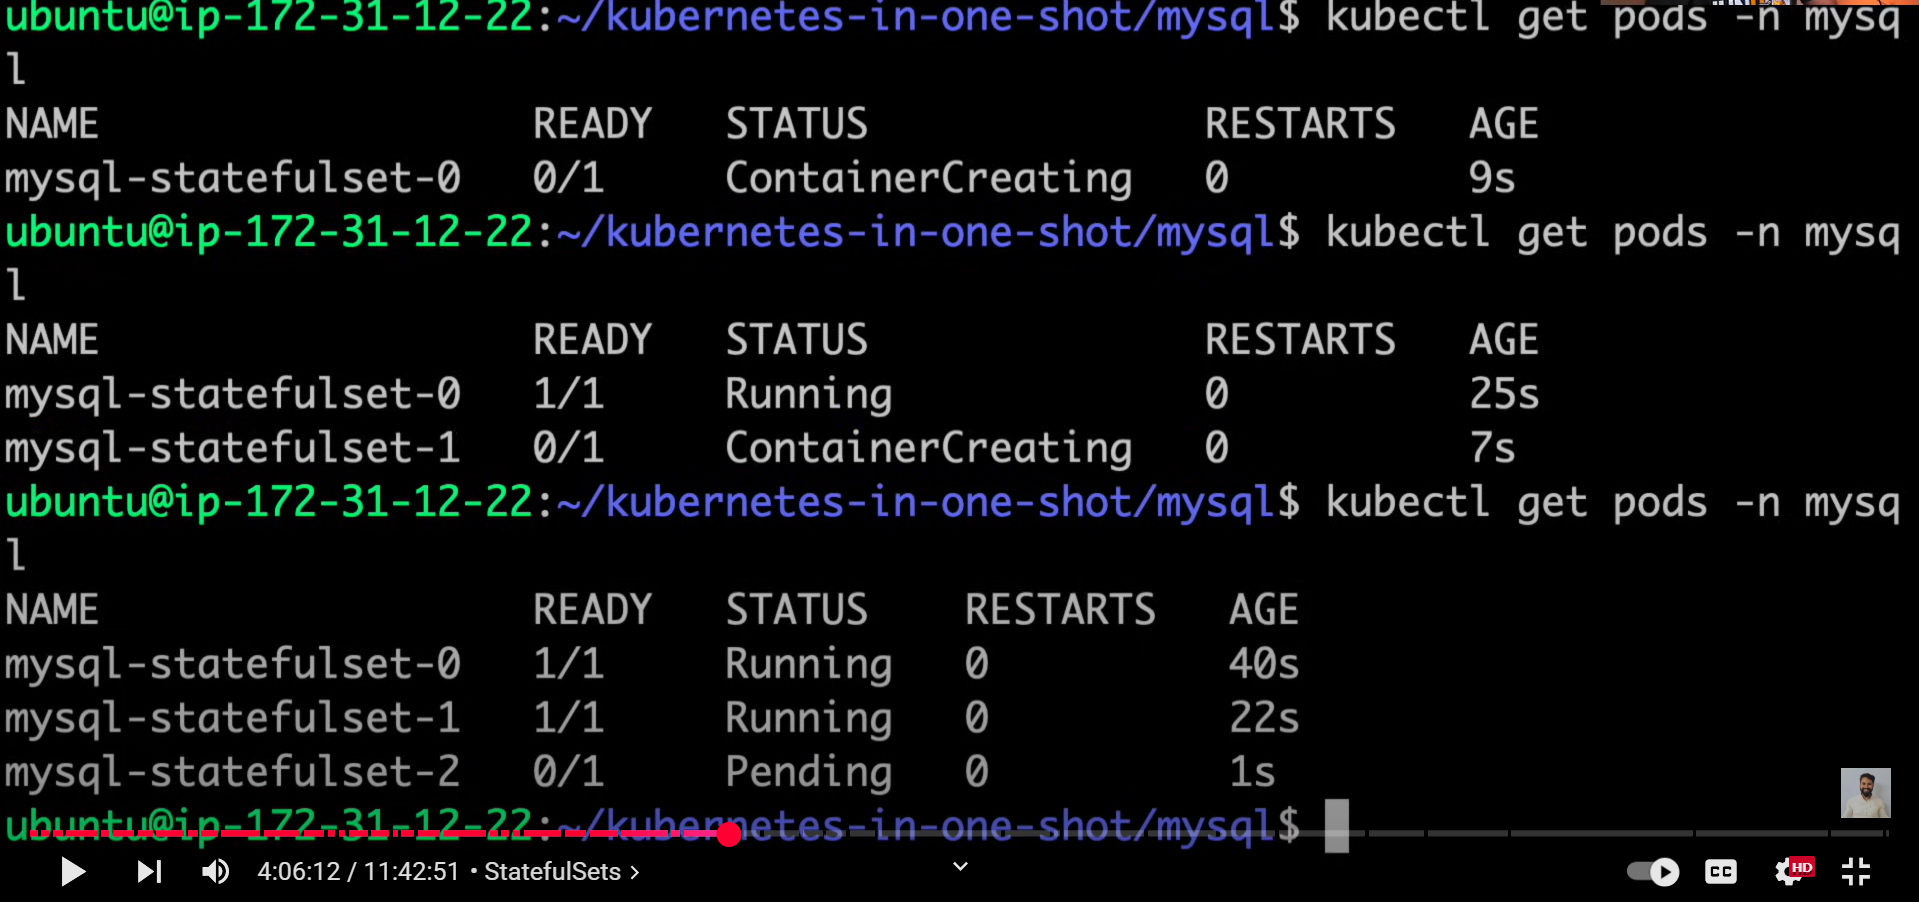 ubuntu@ip-172-31-12-22:~/kubernetes-in-one-shot/mysql$ kubectl get pods -n mysq
l
NAME READY STATUS RESTARTS AGE
mysql-statefulset-0 0/1 ContainerCreating 0 9s
ubuntu@ip-172-31-12-22:~/kubernetes-in-one-shot/mysql$ kubectl get pods -n mysq
l
NAME READY STATUS RESTARTS AGE
mysql-statefulset-0 1/1 Running 0 25s
mysql-statefulset-1 0/1 ContainerCreating 0 7s
ubuntu@ip-172-31-12-22:~/kubernetes-in-one-shot/mysql$ kubectl get pods -n mysq
l
NAME READY STATUS RESTARTS AGE
mysql-statefulset-0 1/1 Running 0 40s
mysql-statefulset-1 1/1 Running 0 22s
mysql-statefulset-2 0/1 Pending 0 1s
ubuntu@ip-172-31-12-22:~/kubernetes-in-one-shot/mysql$
4:06:12 / 11:42:51 • StatefulSets >
CC
HD